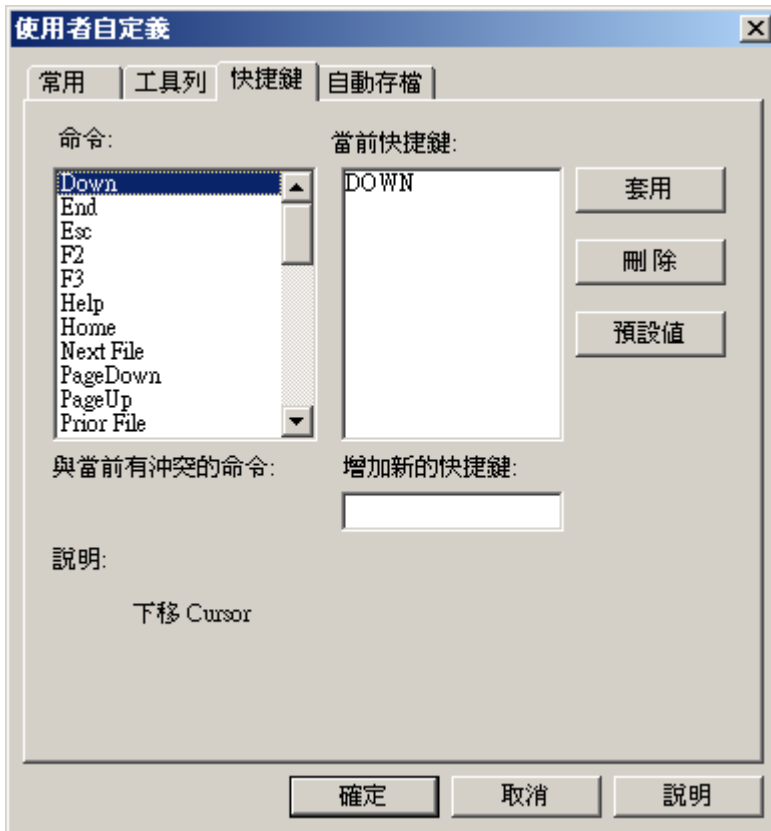 使用者自定義
常用 工具列 快捷鍵 自動存檔
命令:
當前快捷鍵:
Down
End
Esc
F2
F3
Help
Home
Next File
PageDown
PageUp
Prior File
DOWN
套用
刪除
預設值
與當前有沖突的命令:
增加新的快捷鍵:
說明:
下移 Cursor
確定 取消 說明